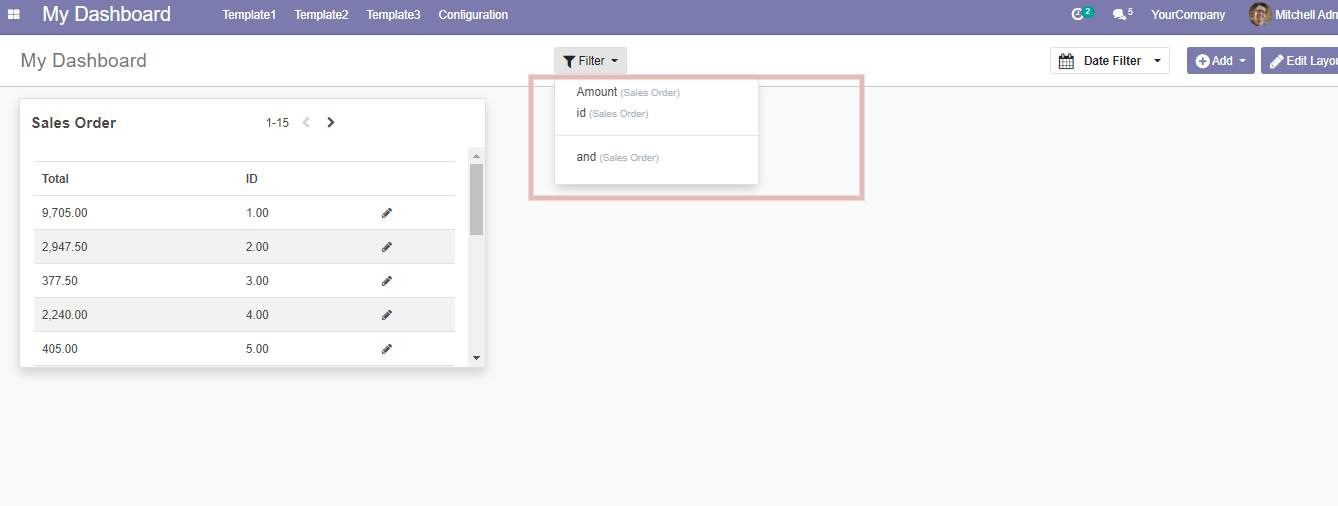 My Dashboard Template1 Template2 Template3 Configuration 2 5 YourCompany Mitchell Adm
My Dashboard Filter Date Filter Add Edit Layou
Amount (Sales Order)
id (Sales Order)
and (Sales Order)
Sales Order 1-15
Total ID
9,705.00 1.00
2,947.50 2.00
377.50 3.00
2,240.00 4.00
405.00 5.00